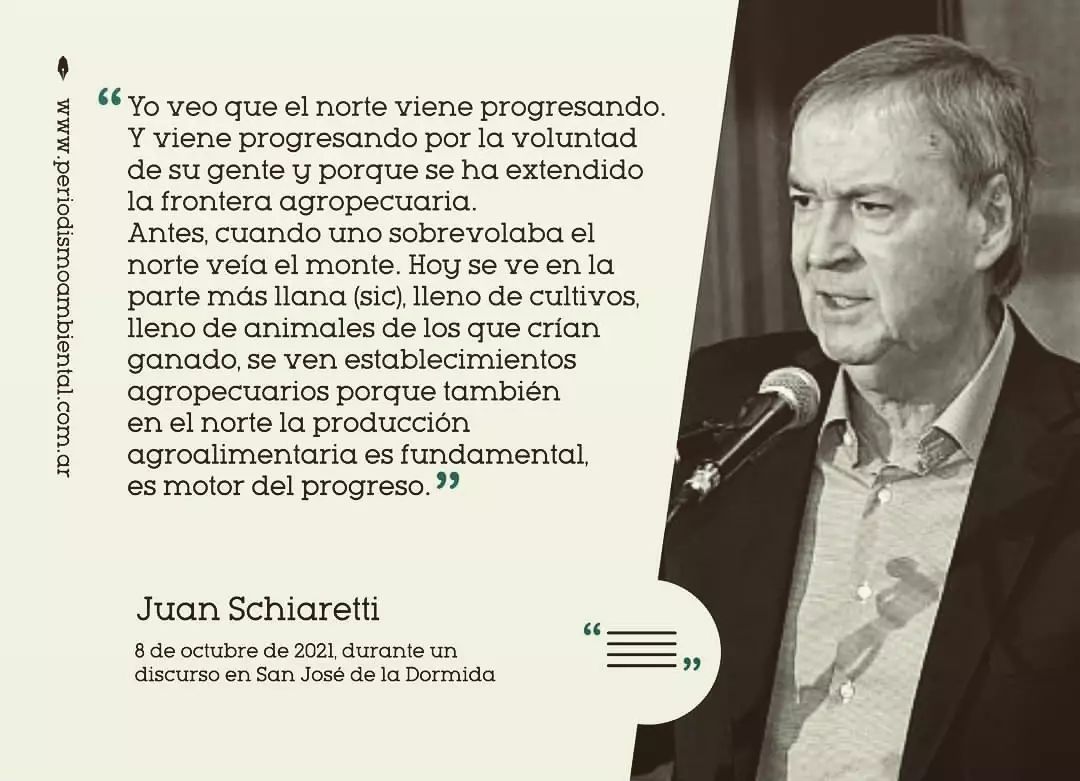 www.periodismoambiental.com.ar
“Yo veo que el norte viene progresando.
Y viene progresando por la voluntad
de su gente y porque se ha extendido
la frontera agropecuaria.
Antes, cuando uno sobrevolaba el
norte veía el monte. Hoy se ve en la
parte más llana (sic), lleno de cultivos,
lleno de animales de los que crían
ganado, se ven establecimientos
agropecuarios porque también
en el norte la producción
agroalimentaria es fundamental,
es motor del progreso.”
Juan Schiaretti
8 de octubre de 2021, durante un
discurso en San José de la Dormida